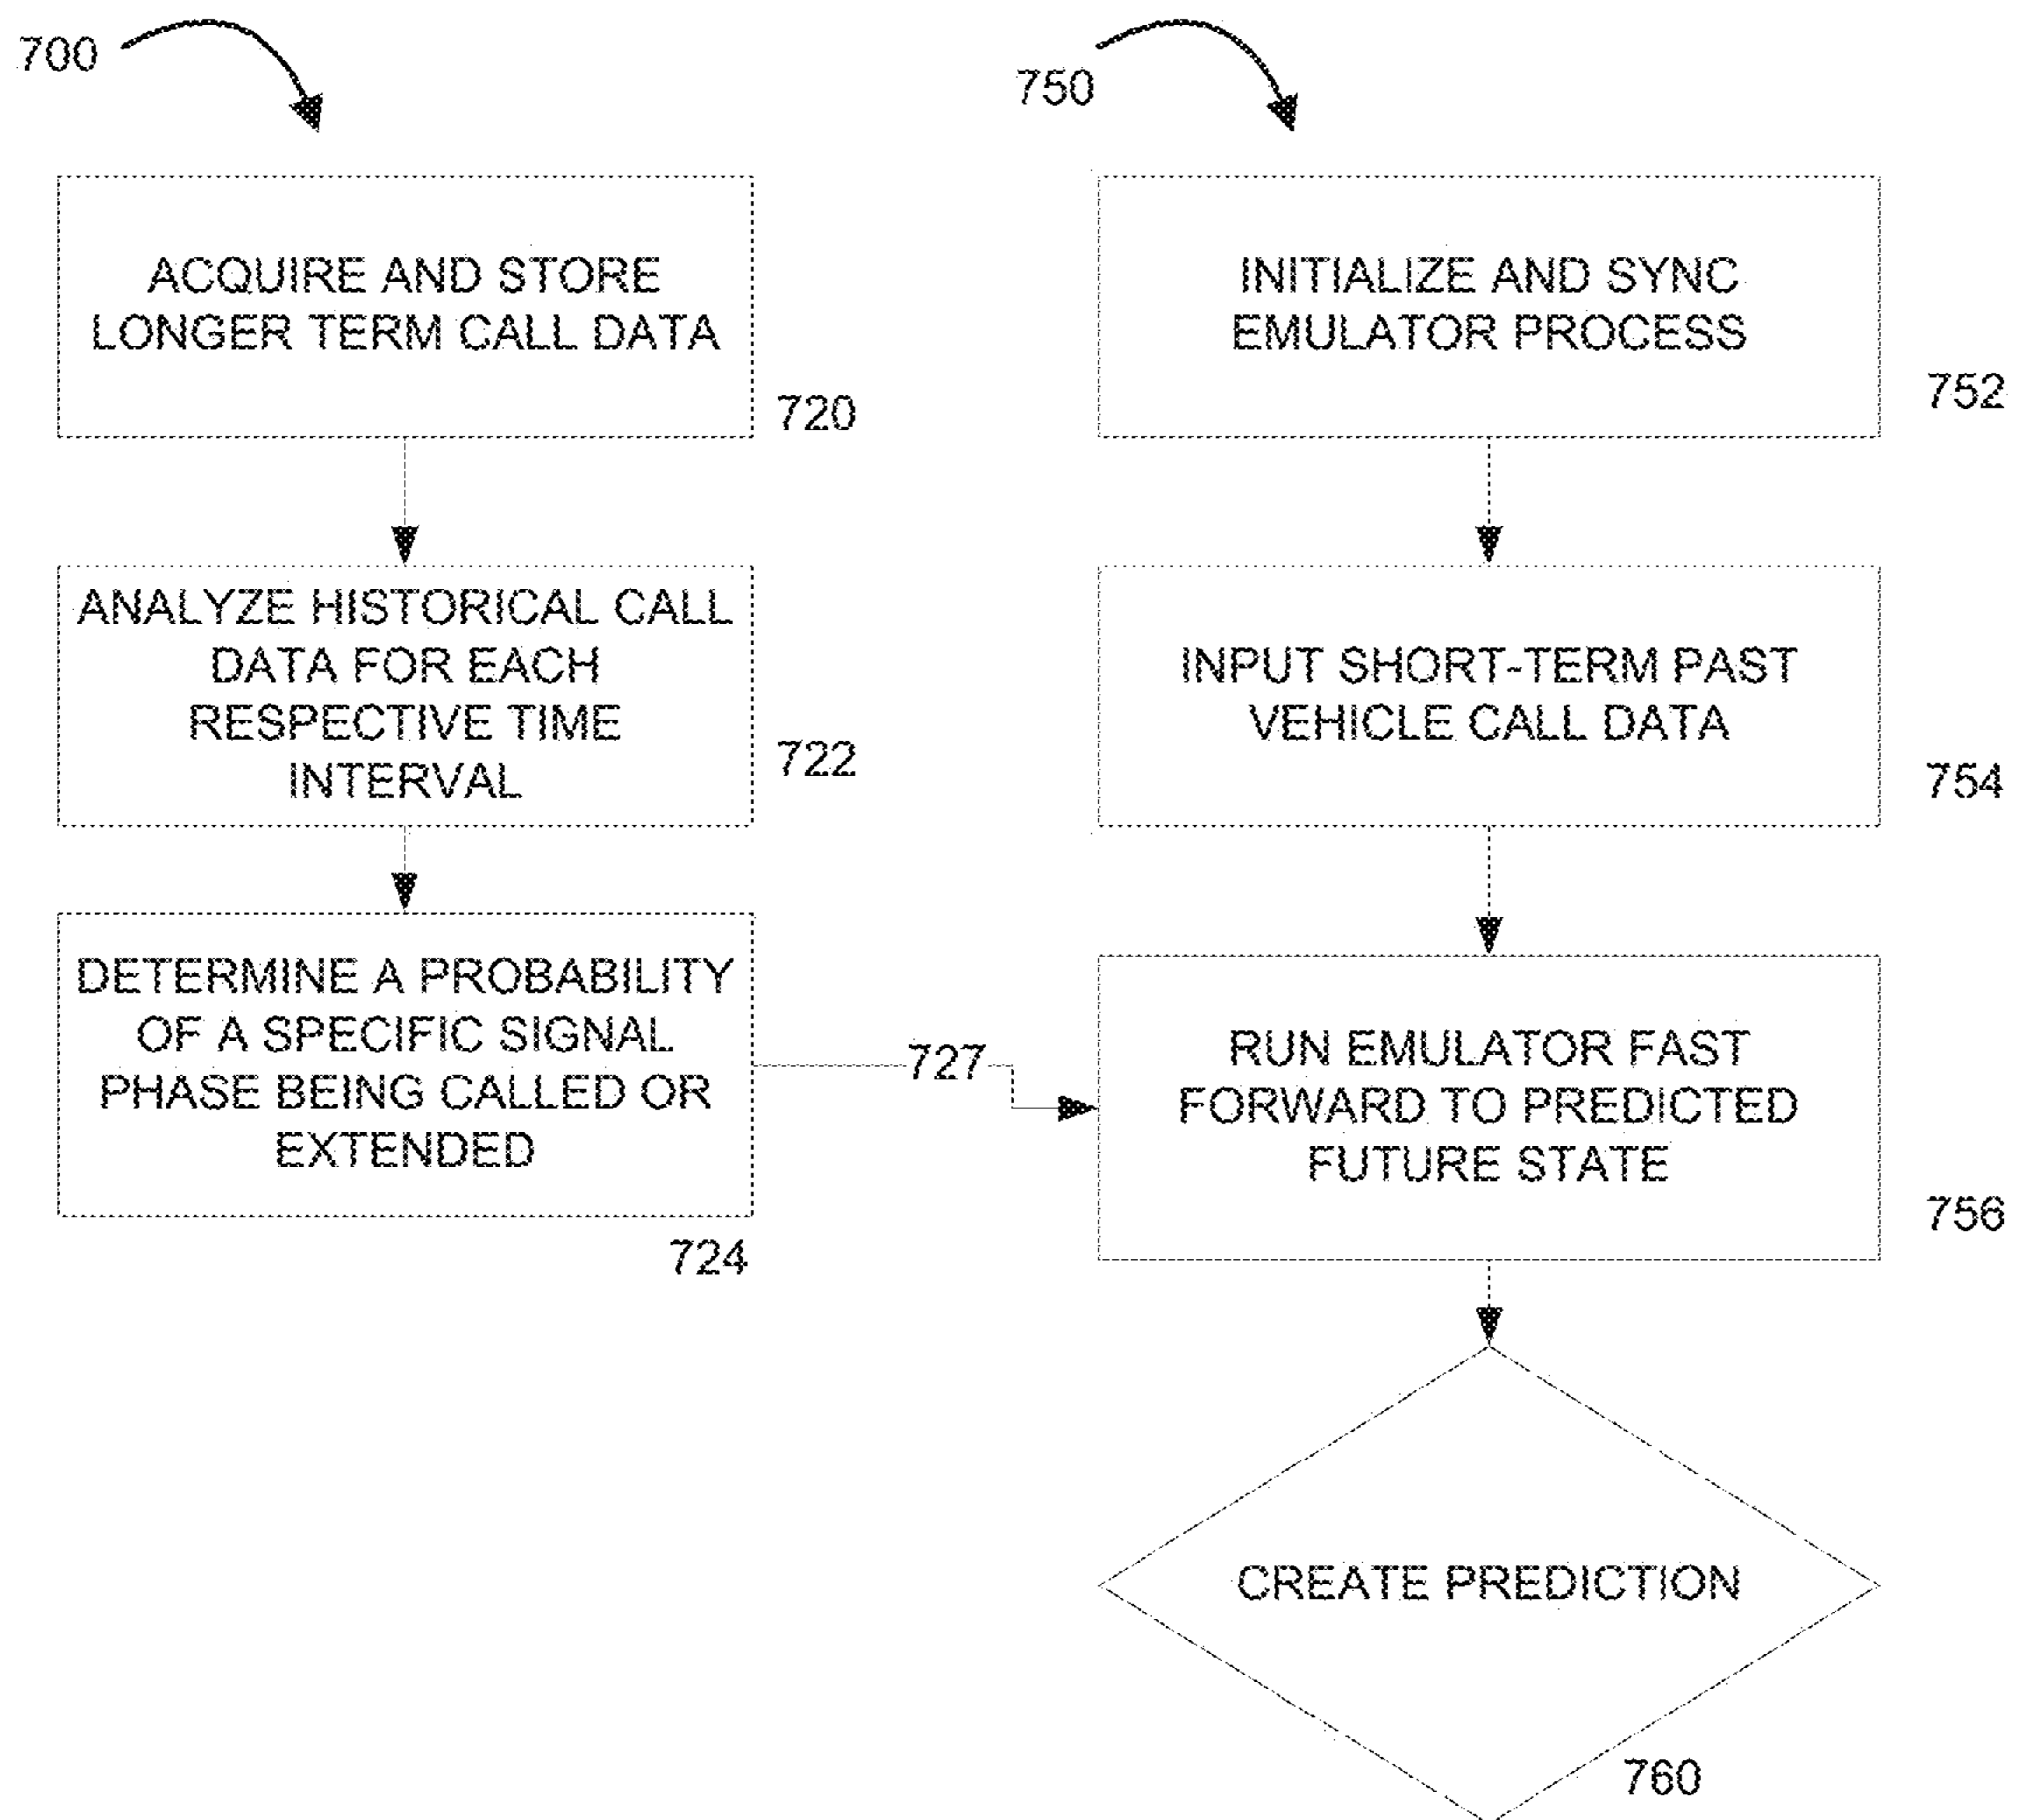 700
ACQUIRE AND STORE
LONGER TERM CALL DATA
720
ANALYZE HISTORICAL CALL
DATA FOR EACH
RESPECTIVE TIME
INTERVAL
722
DETERMINE A PROBABILITY
OF A SPECIFIC SIGNAL
PHASE BEING CALLED OR
EXTENDED
724
727
750
INITIALIZE AND SYNC
EMULATOR PROCESS
752
INPUT SHORT-TERM PAST
VEHICLE CALL DATA
754
RUN EMULATOR FAST
FORWARD TO PREDICTED
FUTURE STATE
756
CREATE PREDICTION
760